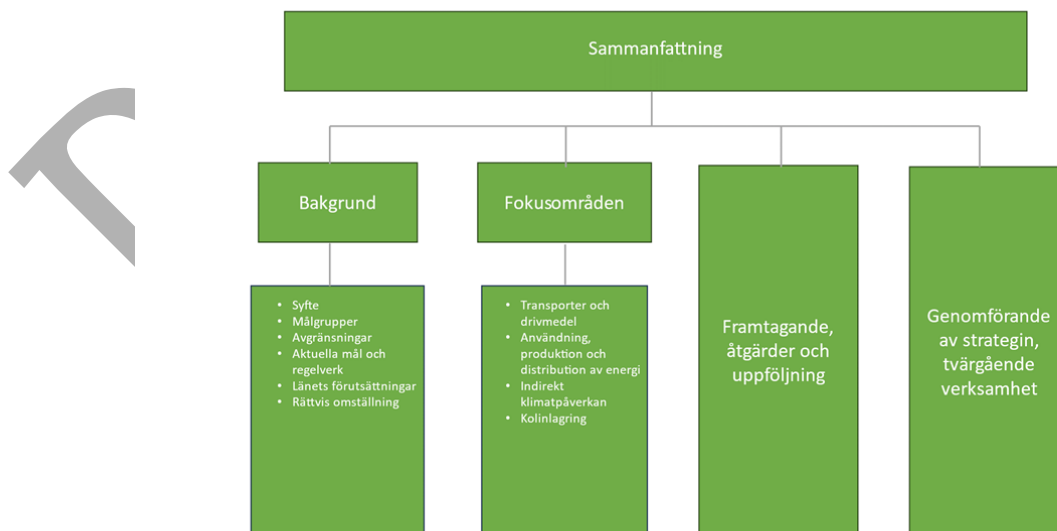 Sammanfattning
Bakgrund
Fokusområden
• Syfte
• Målgrupper
• Avgränsningar
• Aktuella mål och
regelverk
• Länets förutsättningar
• Rättvis omställning
• Transporter och
drivmedel
• Användning,
produktion och
distribution av energi
• Indirekt
klimatpåverkan
• Kolinlagring
Framtagande,
åtgärder och
uppföljning
Genomförande
av strategin,
tvärgående
verksamhet